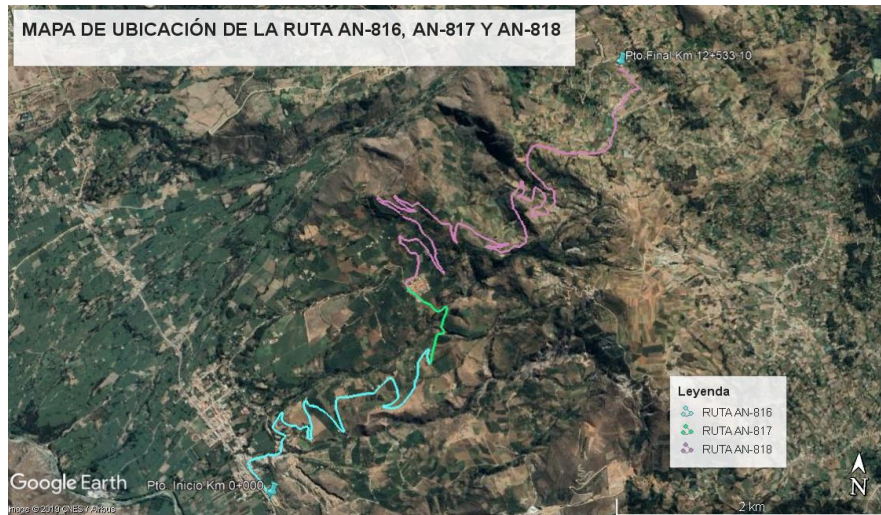 MAPA DE UBICACIÓN DE LA RUTA AN-816, AN-817 Y AN-818
Pto.Final Km 12+533.10
Leyenda
RUTA AN-816
RUTA AN-817
RUTA AN-818
Google Earth
Pto. Inicio Km 0+000
© 2019 CNES / Airbus
N
2 km